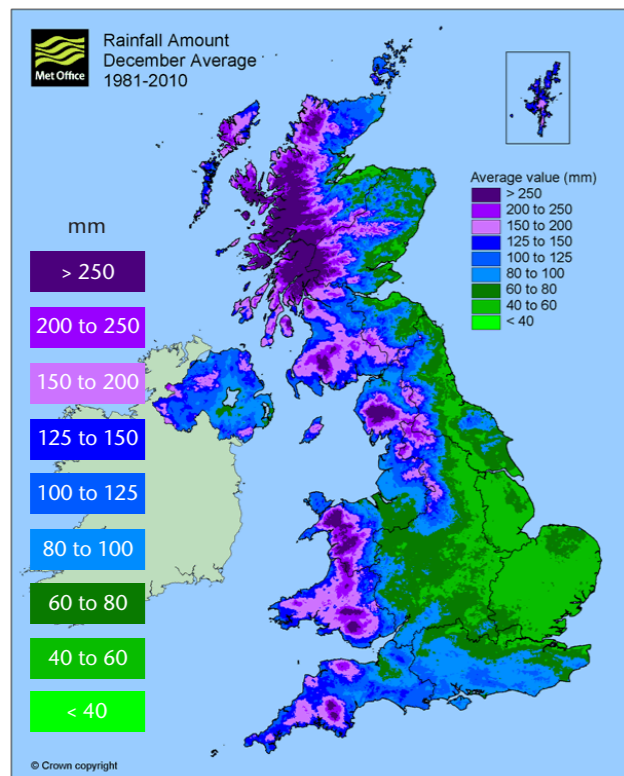 Met Office
Rainfall Amount
December Average
1981-2010
Average value (mm)
> 250
200 to 250
150 to 200
125 to 150
100 to 125
80 to 100
60 to 80
40 to 60
< 40
mm
> 250
200 to 250
150 to 200
125 to 150
100 to 125
80 to 100
60 to 80
40 to 60
< 40
© Crown copyright